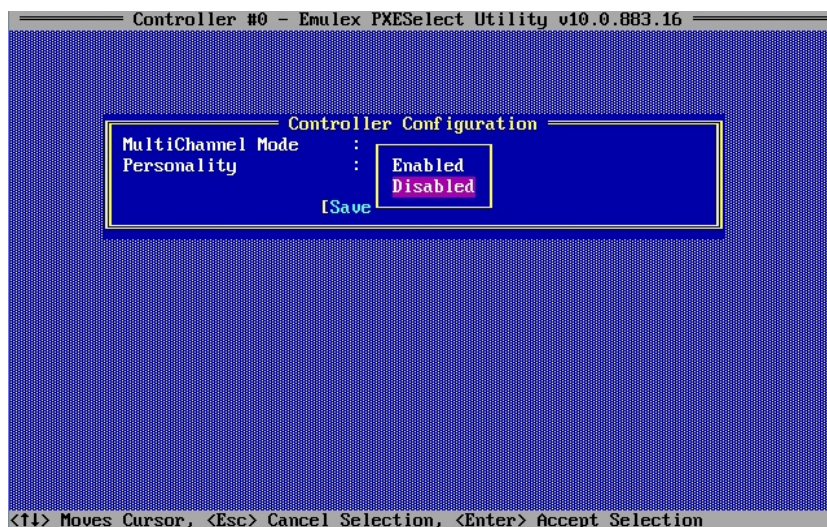 Controller #0 - Emulex PXESelect Utility v10.0.883.16
Controller Configuration
MultiChannel Mode :
Personality : Enabled
Disabled
[Save
<↑↓> Moves Cursor, <Esc> Cancel Selection, <Enter> Accept Selection